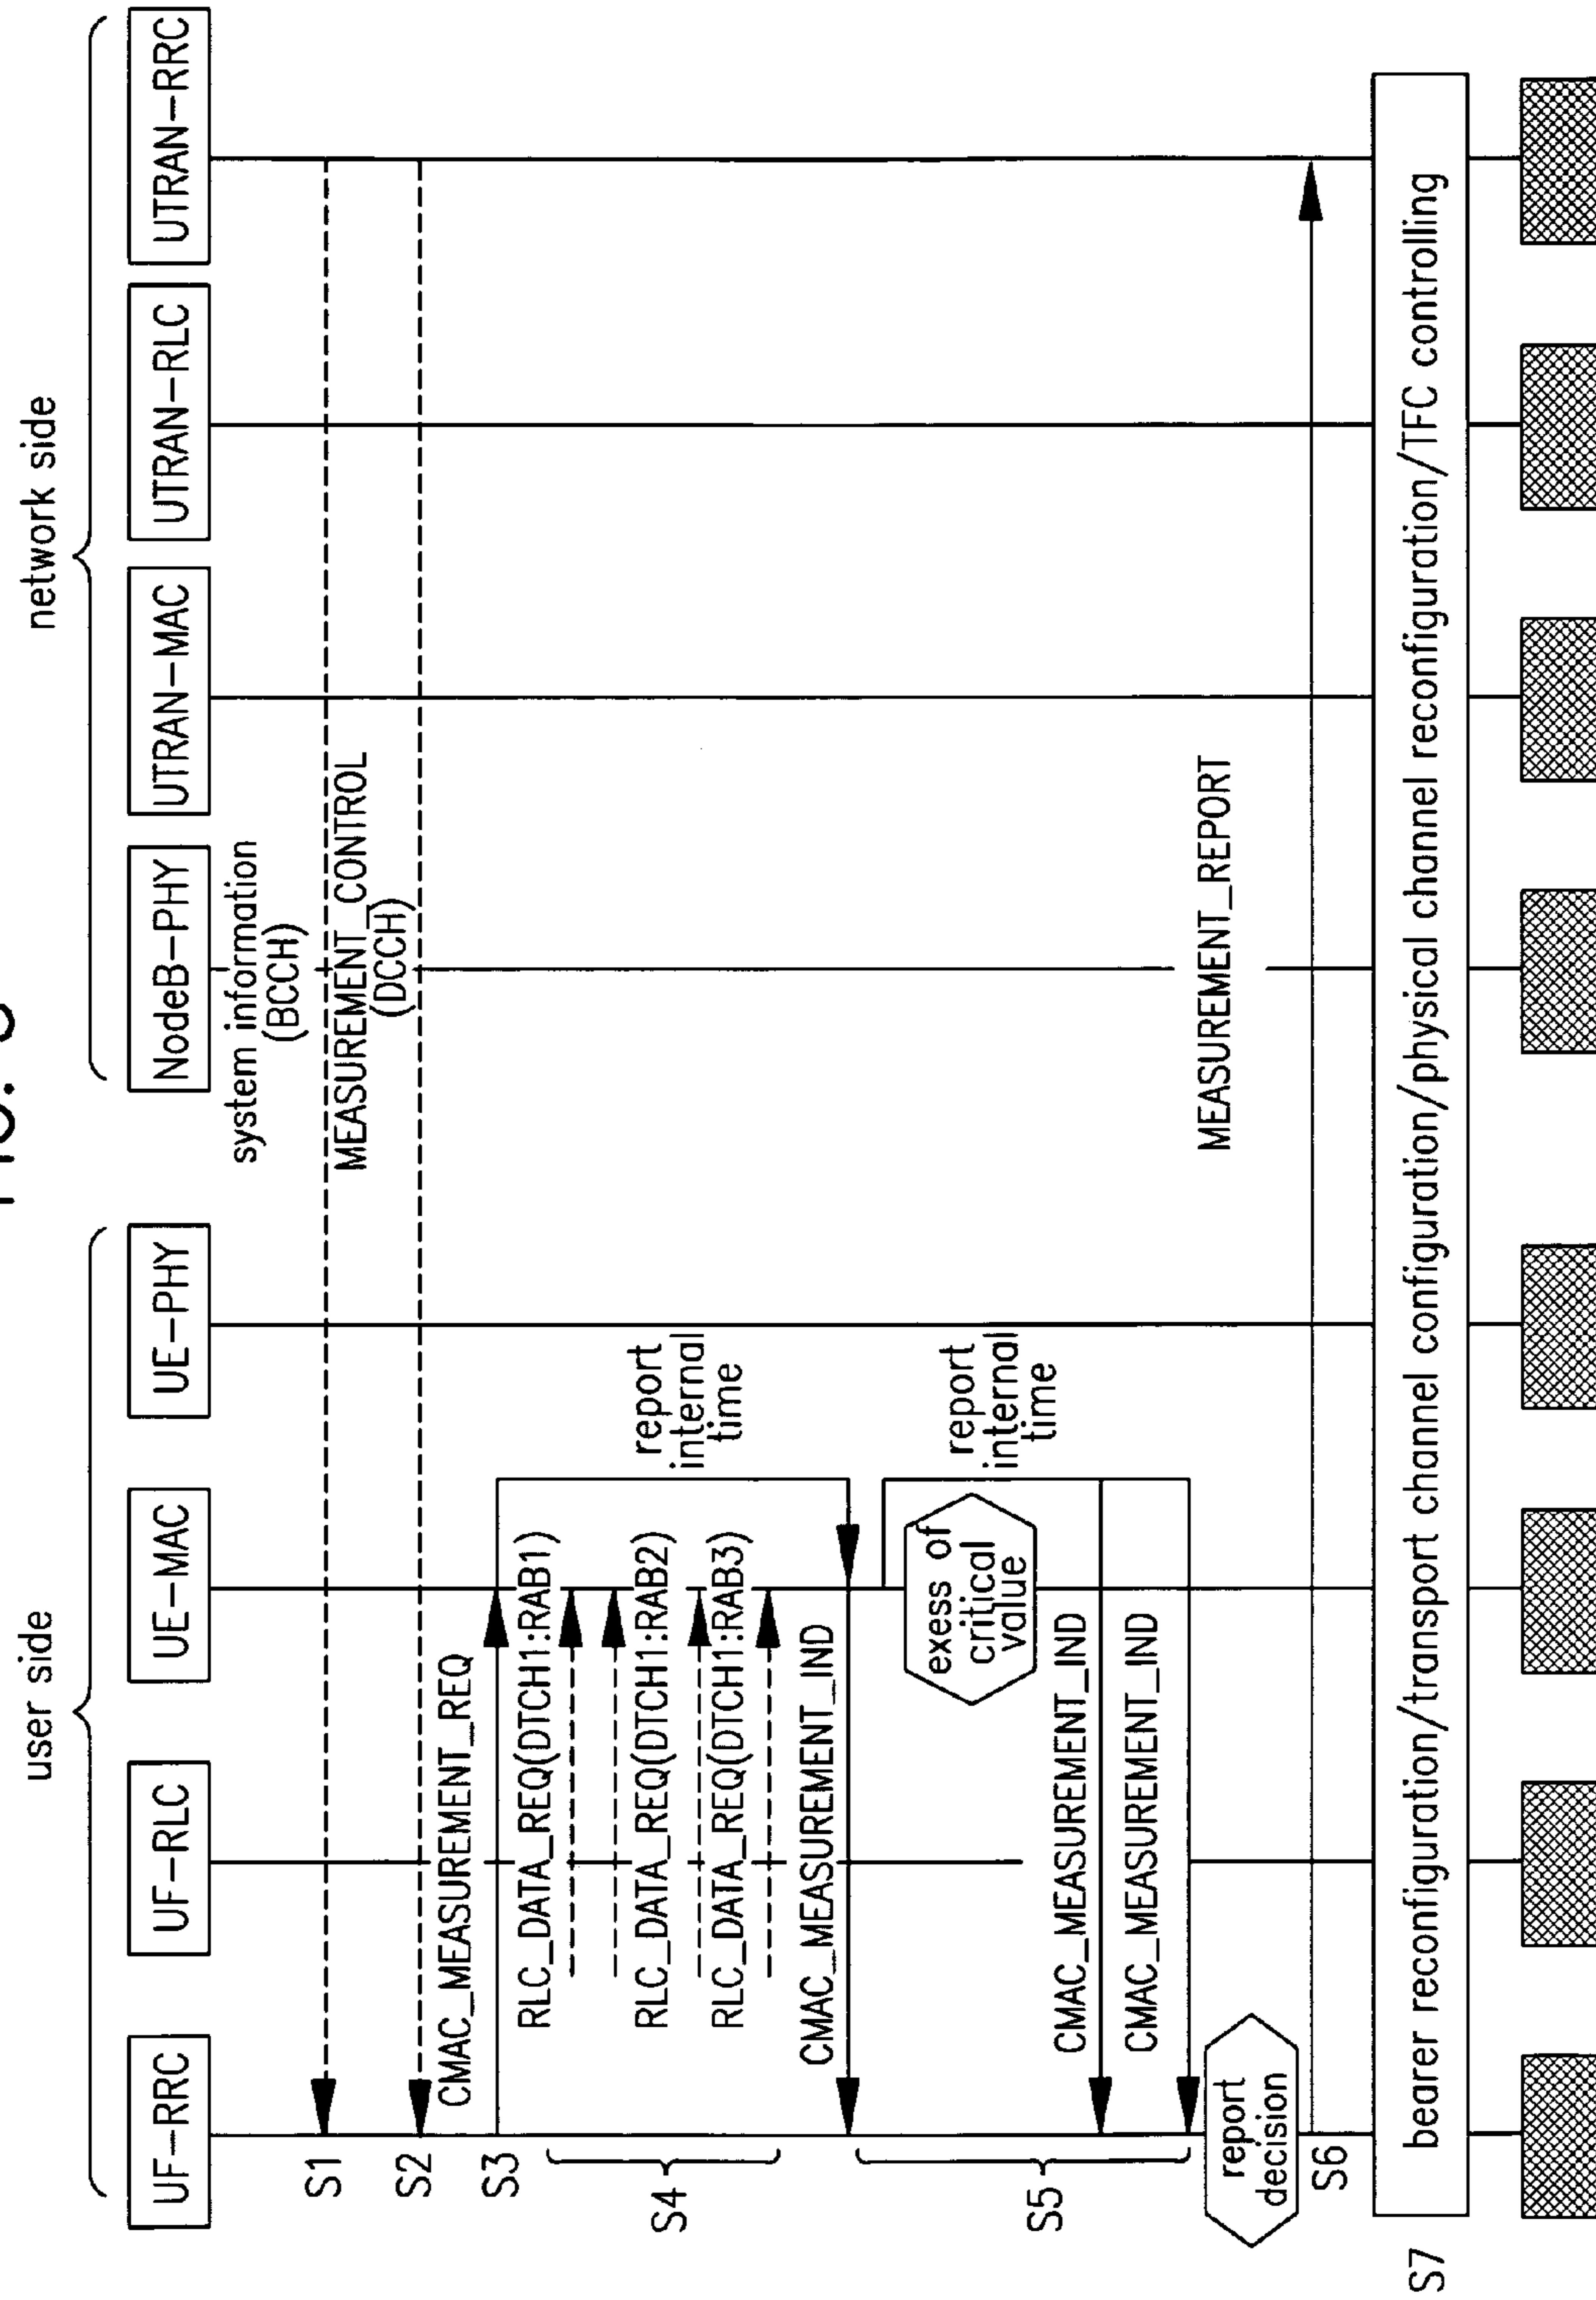 user side
network side
UF-RRC
UF-RLC
UE-MAC
UE-PHY
NodeB-PHY
UTRAN-MAC
UTRAN-RLC
UTRAN-RRC
system information
(BCCH)
S1
MEASUREMENT_CONTROL
(DCCH)
S2
CMAC_MEASUREMENT_REQ
S3
RLC_DATA_REQ(DTCH1:RAB1)
RLC_DATA_REQ(DTCH1:RAB2)
RLC_DATA_REQ(DTCH1:RAB3)
S4
report
internal
time
CMAC_MEASUREMENT_IND
exess of
critical
value
report
internal
time
S5
CMAC_MEASUREMENT_IND
CMAC_MEASUREMENT_IND
report
decision
MEASUREMENT_REPORT
S6
S7
bearer reconfiguration/transport channel configuration/physical channel reconfiguration/TFC controlling